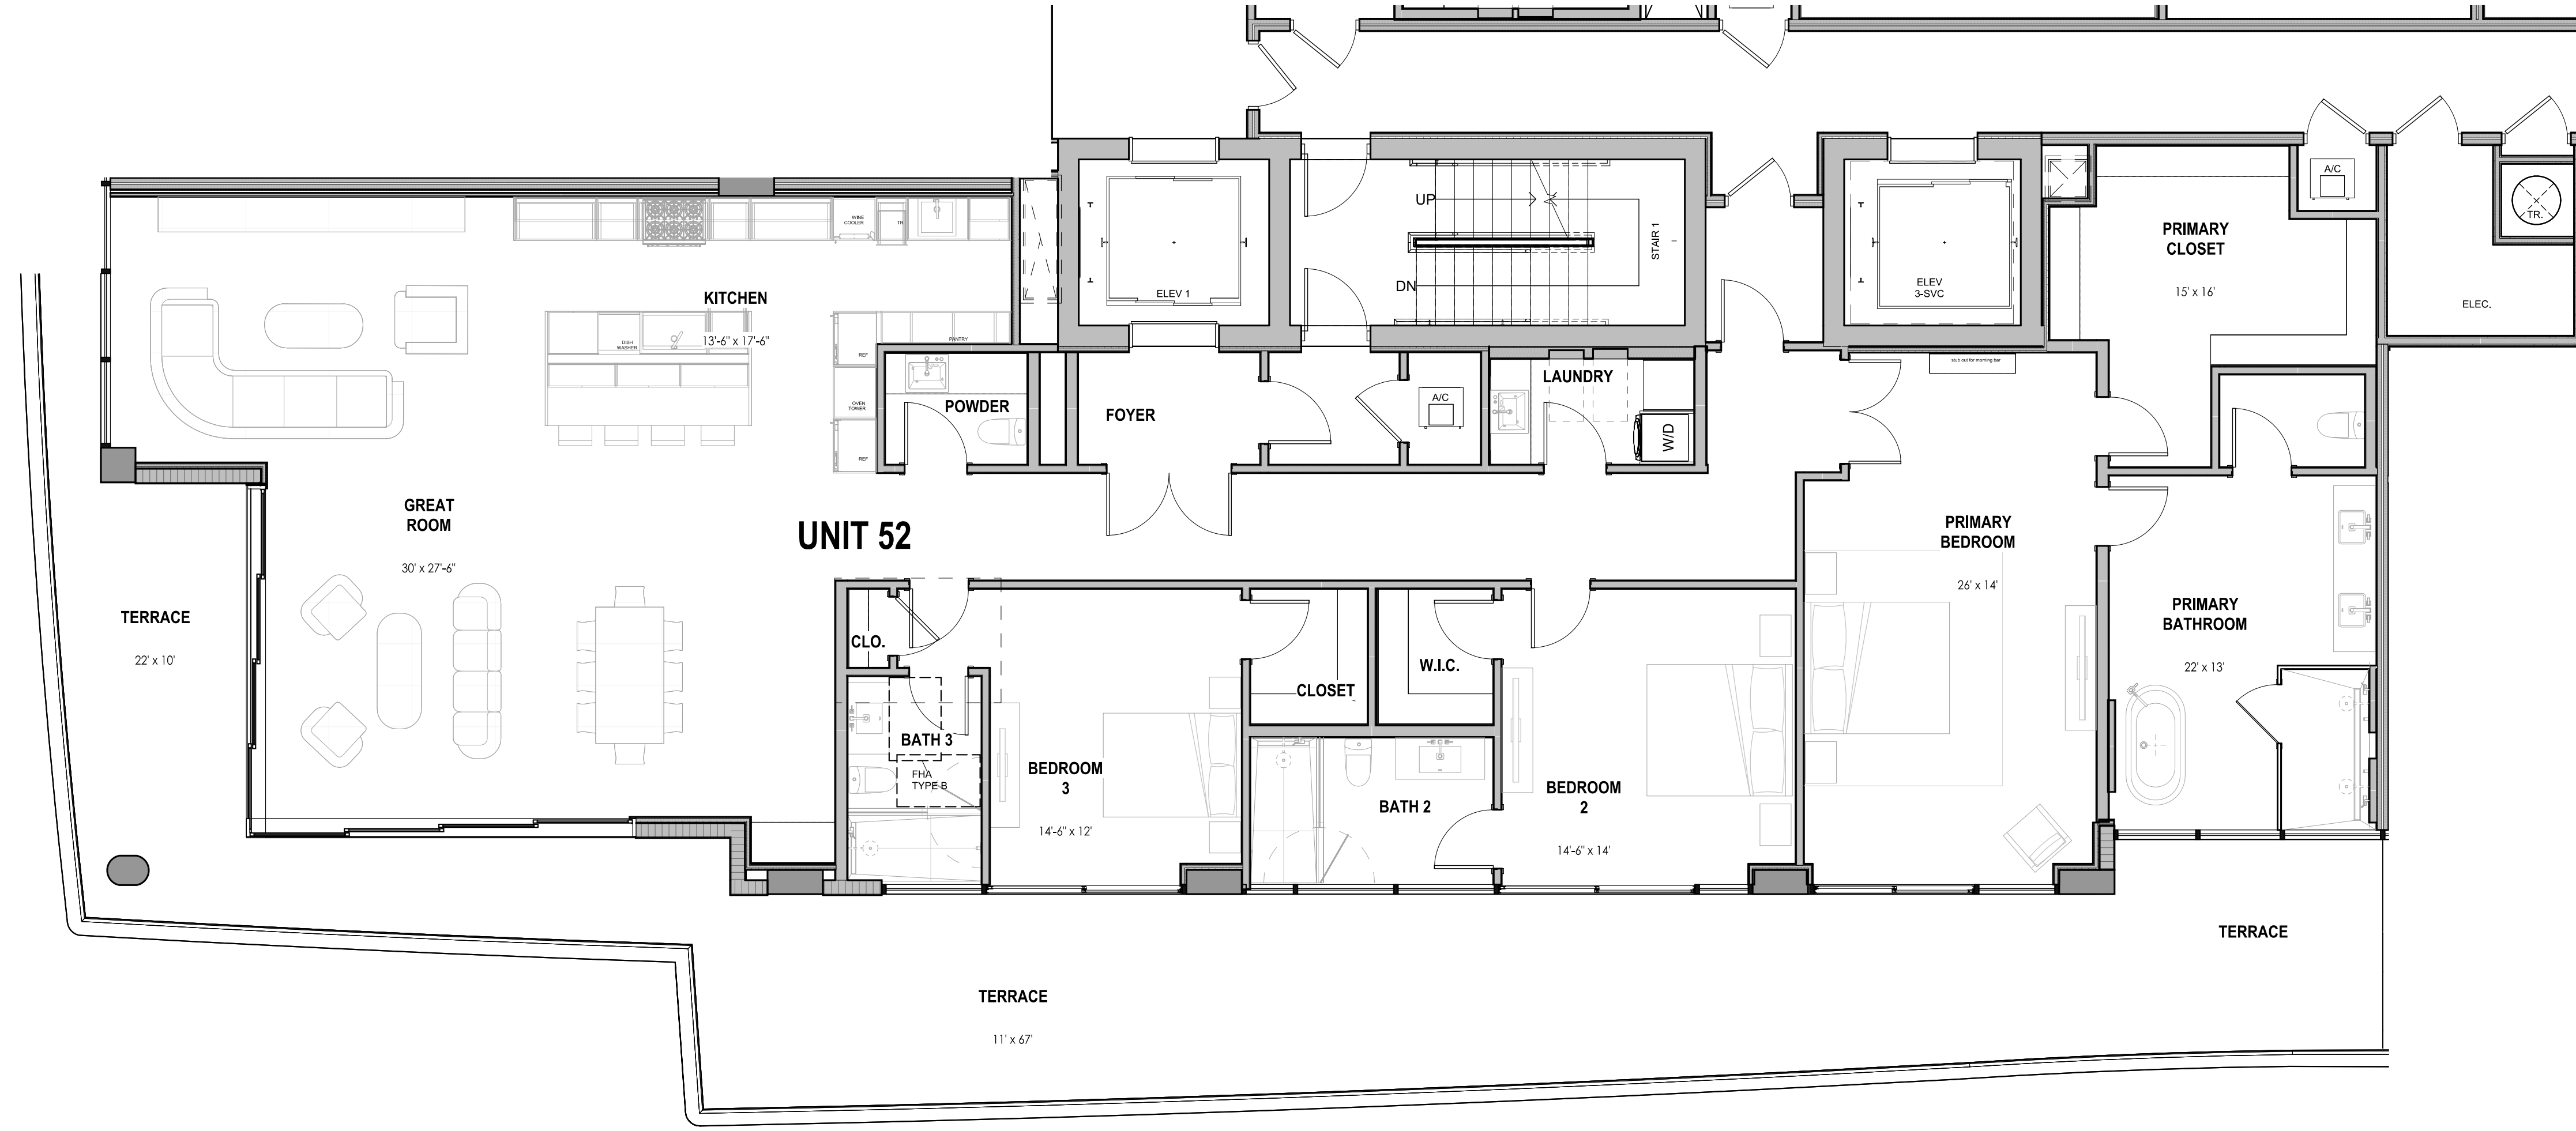 A/C
TR.
UP
STAIR 1
DN
ELEV 1
ELEV
3-SVC
PRIMARY
CLOSET
15' x 16'
ELEC.
WINE
COOLER
TR
KITCHEN
13'-6" x 17'-6"
DISH
WASHER
REF
PANTRY
OVEN
TOWER
REF
POWDER
FOYER
A/C
LAUNDRY
W/D
stub out for morning bar
GREAT
ROOM
30' x 27'-6"
UNIT 52
PRIMARY
BEDROOM
26' x 14'
TERRACE
22' x 10'
PRIMARY
BATHROOM
22' x 13'
CLO.
CLOSET
W.I.C.
BATH 3
FHA
TYPE B
BEDROOM
3
14'-6" x 12'
BATH 2
BEDROOM
2
14'-6" x 14'
TERRACE
TERRACE
11' x 67'